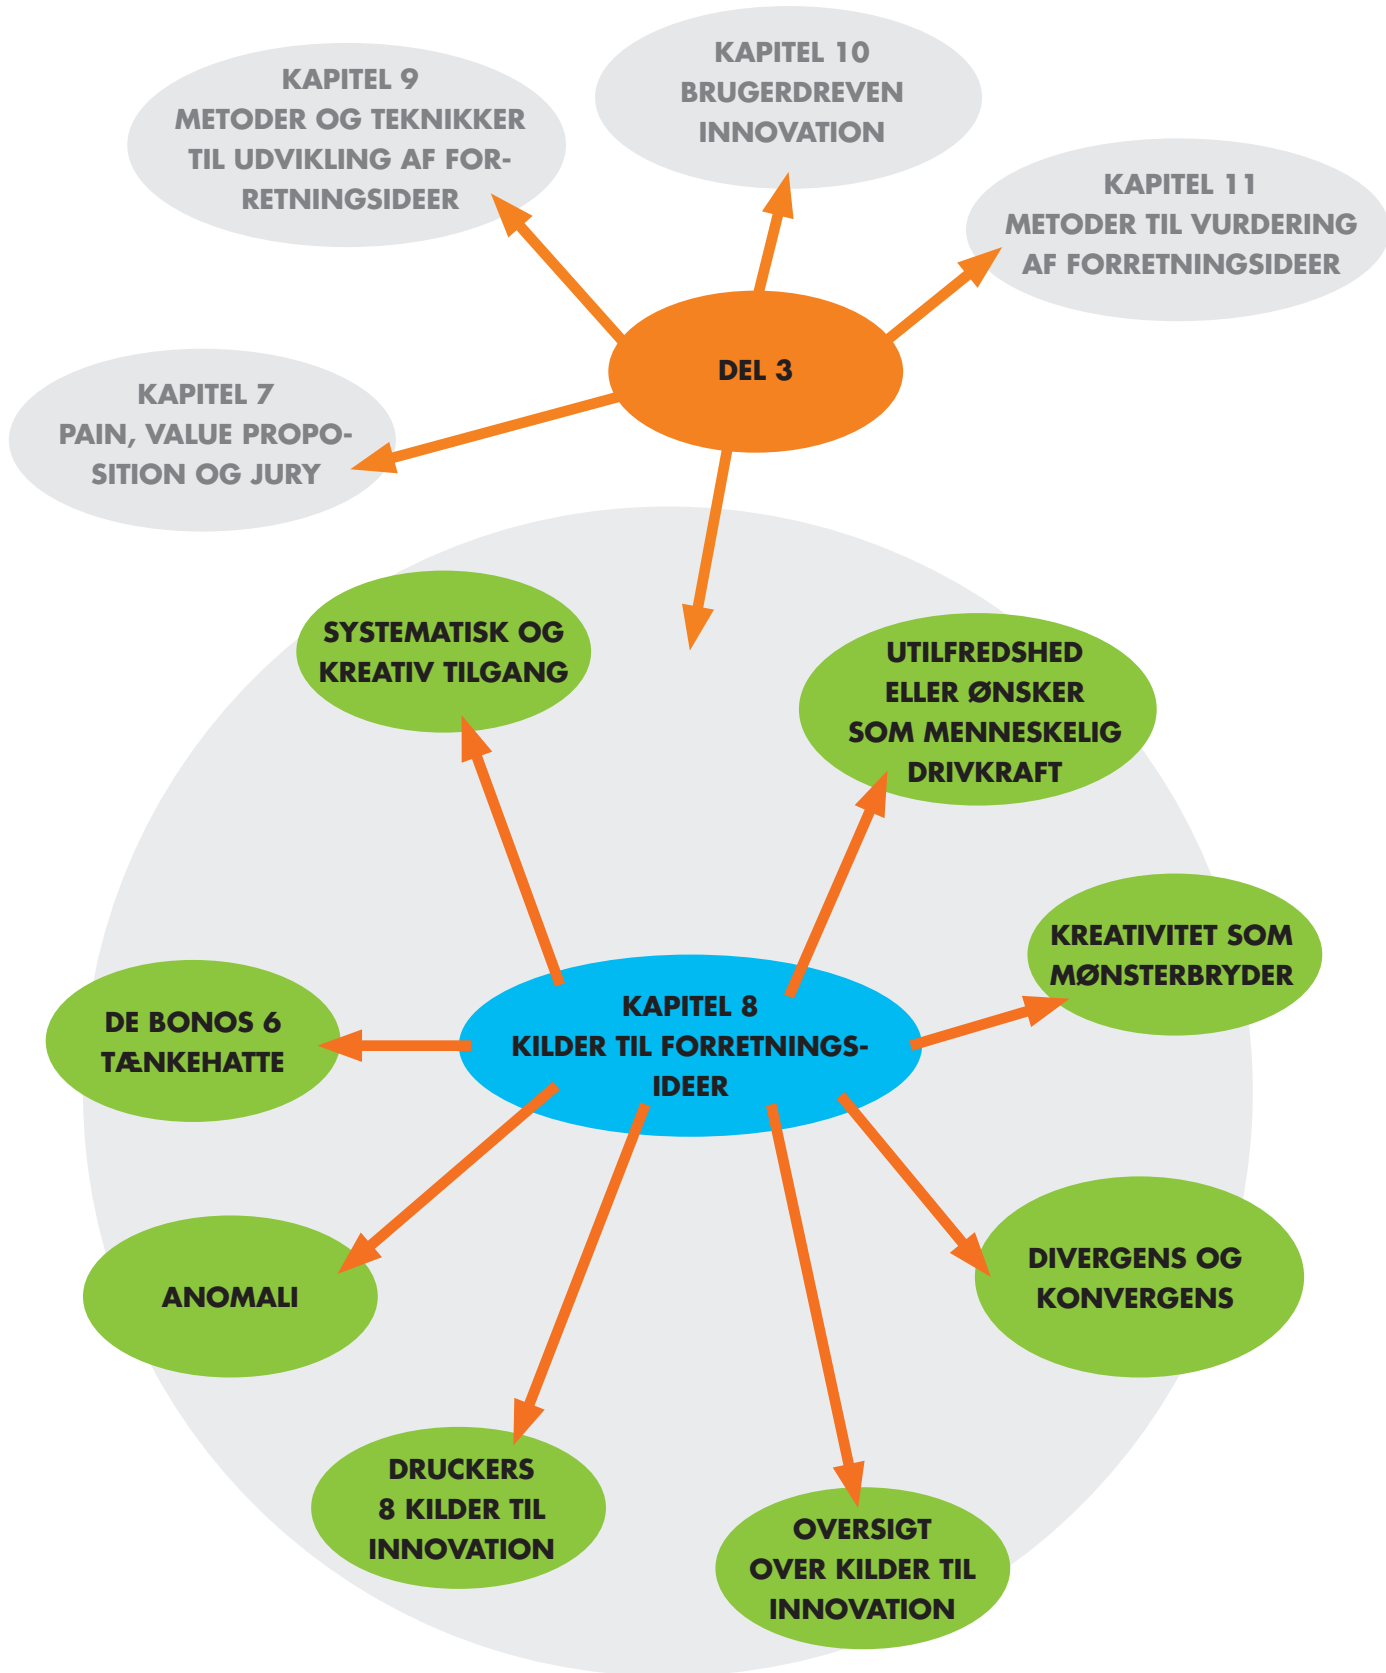 KAPITEL 9
METODER OG TEKNIKKER
TIL UDVIKLING AF FOR-
RETNINGSIDEER
KAPITEL 10
BRUGERDREVEN
INNOVATION
KAPITEL 11
METODER TIL VURDERING
AF FORRETNINGSIDEER
DEL 3
KAPITEL 7
PAIN, VALUE PROPO-
SITION OG JURY
SYSTEMATISK OG
KREATIV TILGANG
UTILFREDSHED
ELLER ØNSKER
SOM MENNESKELIG
DRIVKRAFT
KREATIVITET SOM
MØNSTERBRYDER
DE BONOS 6
TÆNKEHATTE
KAPITEL 8
KILDER TIL FORRETNINGS-
IDEER
ANOMALI
DIVERGENS OG
KONVERGENS
DRUCKERS
8 KILDER TIL
INNOVATION
OVERSIGT
OVER KILDER TIL
INNOVATION